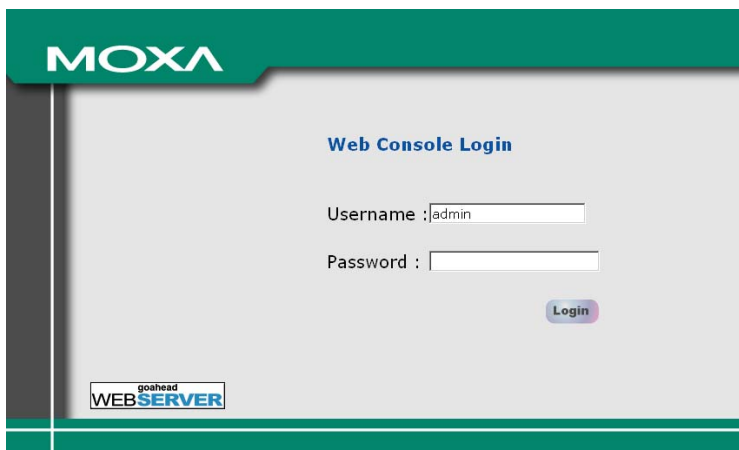 MOXA
Web Console Login
Username :admin
Password :
Login
goahead
WEBSERVER